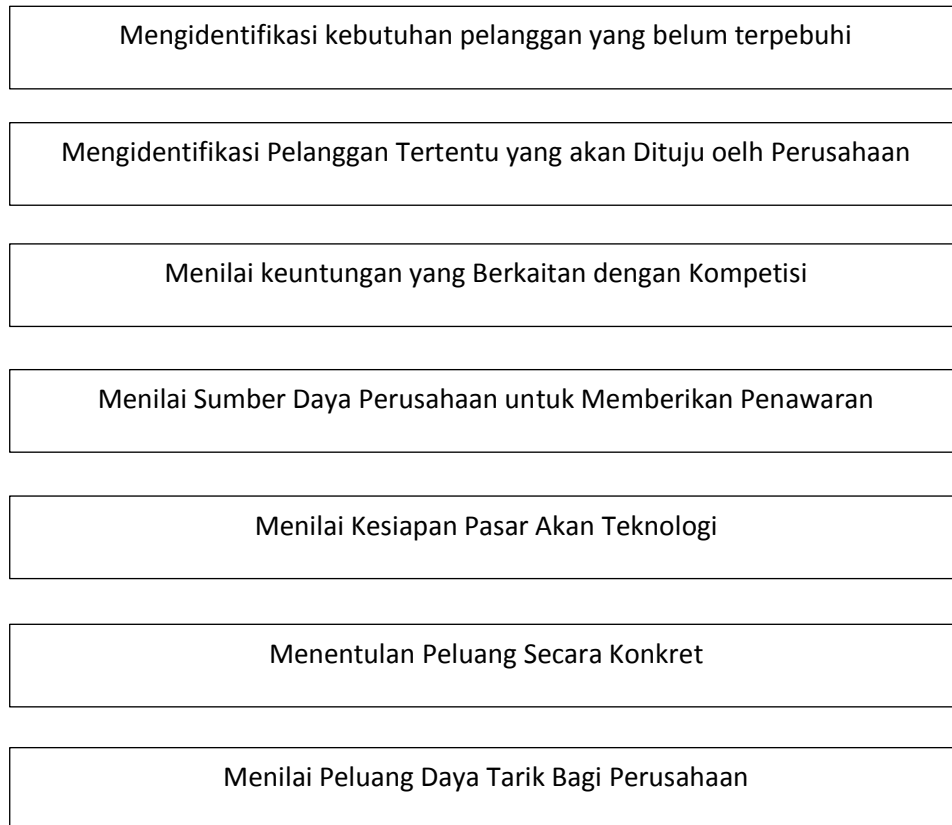 Mengidentifikasi kebutuhan pelanggan yang belum terpebuhi
Mengidentifikasi Pelanggan Tertentu yang akan Dituju oelh Perusahaan
Menilai keuntungan yang Berkaitan dengan Kompetisi
Menilai Sumber Daya Perusahaan untuk Memberikan Penawaran
Menilai Kesiapan Pasar Akan Teknologi
Menentulan Peluang Secara Konkret
Menilai Peluang Daya Tarik Bagi Perusahaan